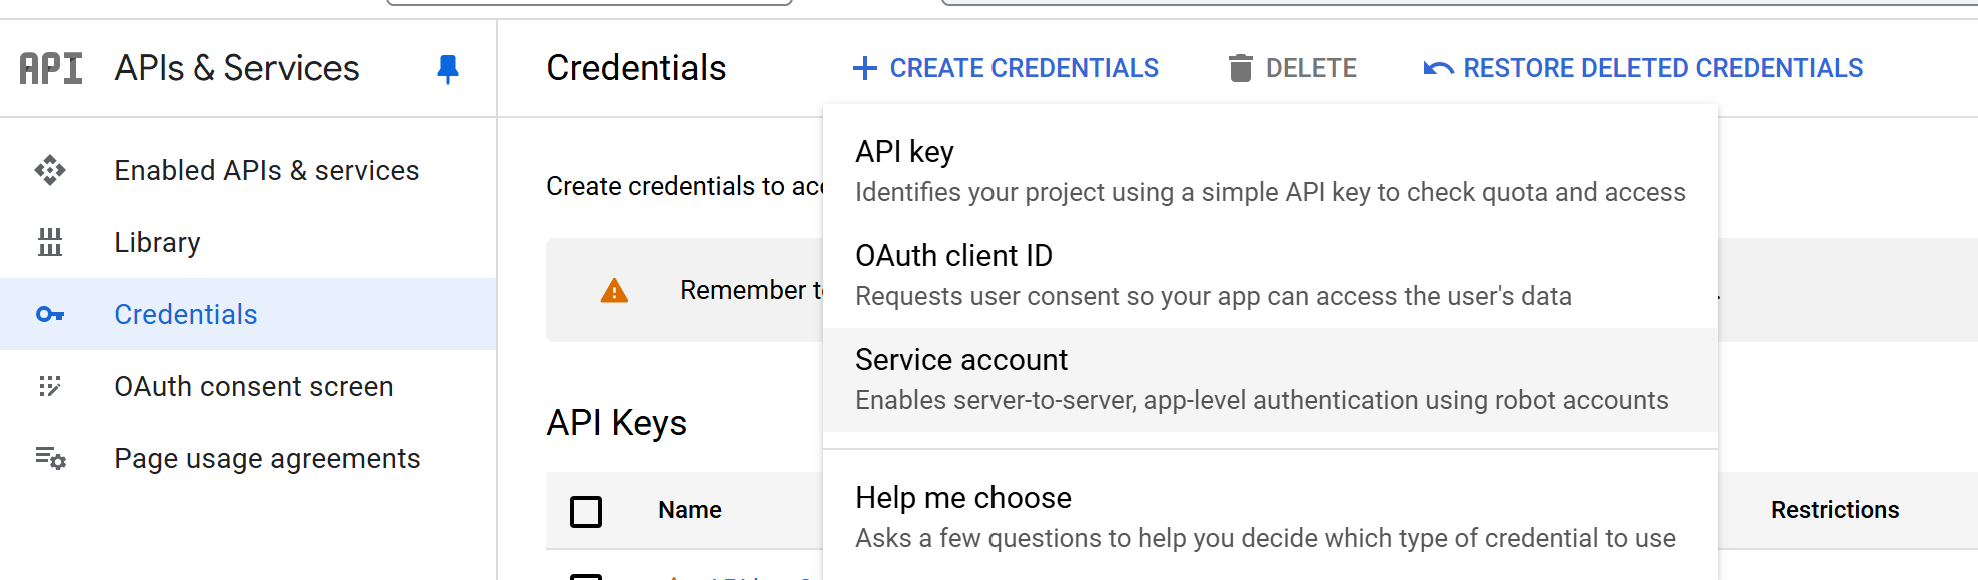 API APIs & Services
Enabled APIs & services
Library
Credentials
OAuth consent screen
Page usage agreements
Credentials
CREATE CREDENTIALS
DELETE
RESTORE DELETED CREDENTIALS
Create credentials to
Remember
API Keys
Name
Restrictions
API key
Identifies your project using a simple API key to check quota and access
OAuth client ID
Requests user consent so your app can access the user's data
Service account
Enables server-to-server, app-level authentication using robot accounts
Help me choose
Asks a few questions to help you decide which type of credential to use